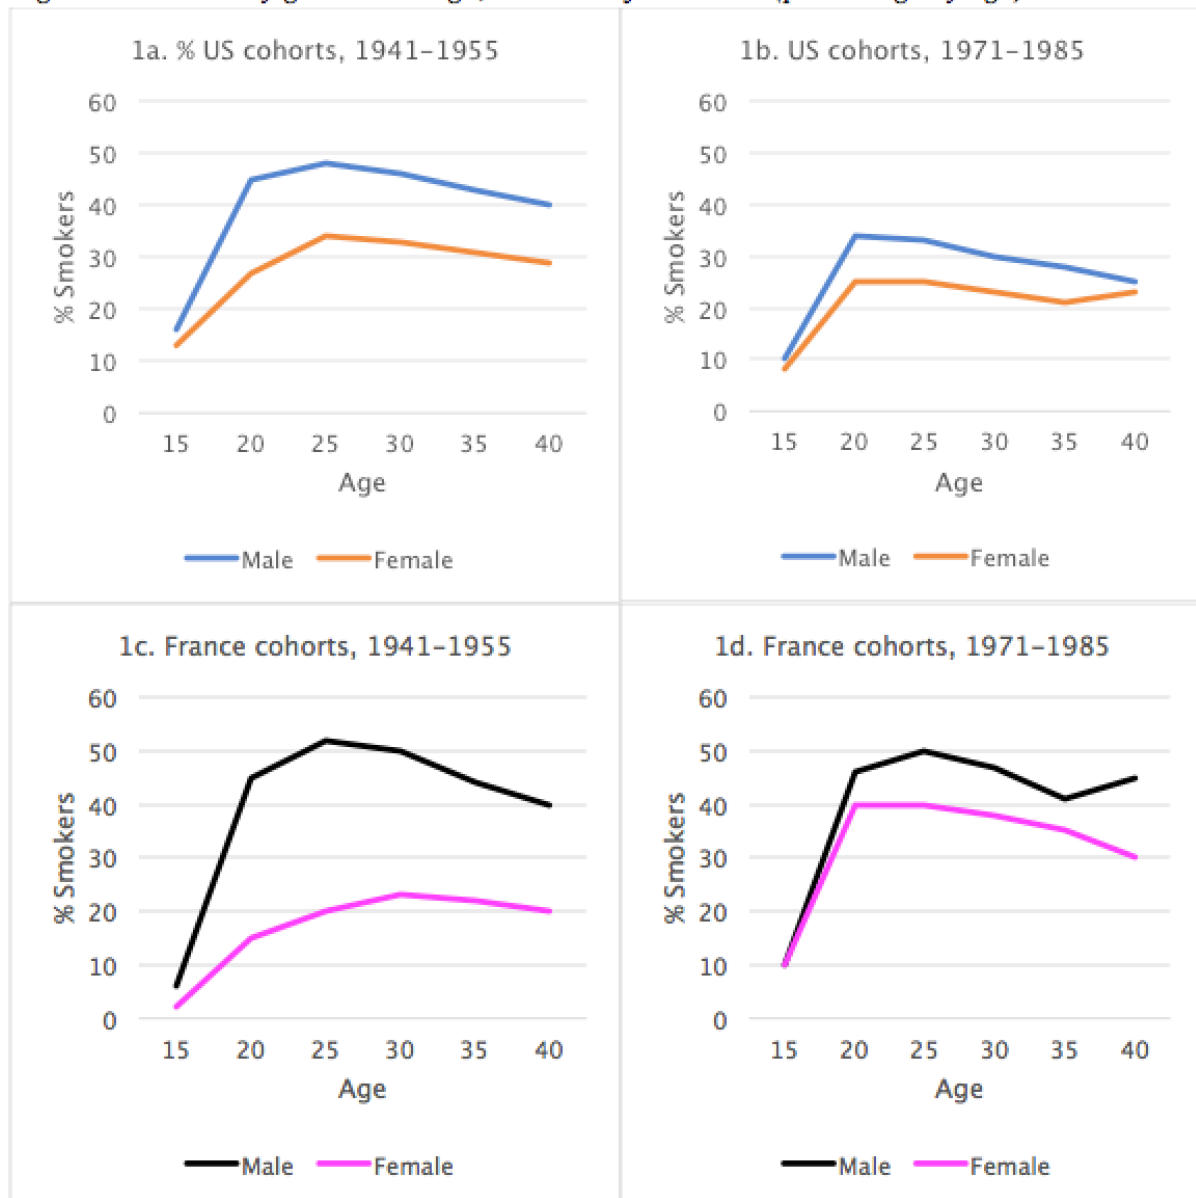 1a. % US cohorts, 1941-1955
60
50
40
30
20
10
0
% Smokers
15 20 25 30 35 40
Age
Male Female
1b. US cohorts, 1971-1985
60
50
40
30
20
10
0
% Smokers
15 20 25 30 35 40
Age
Male Female
1c. France cohorts, 1941-1955
60
50
40
30
20
10
0
% Smokers
15 20 25 30 35 40
Age
Male Female
1d. France cohorts, 1971-1985
60
50
40
30
20
10
0
% Smokers
15 20 25 30 35 40
Age
Male Female